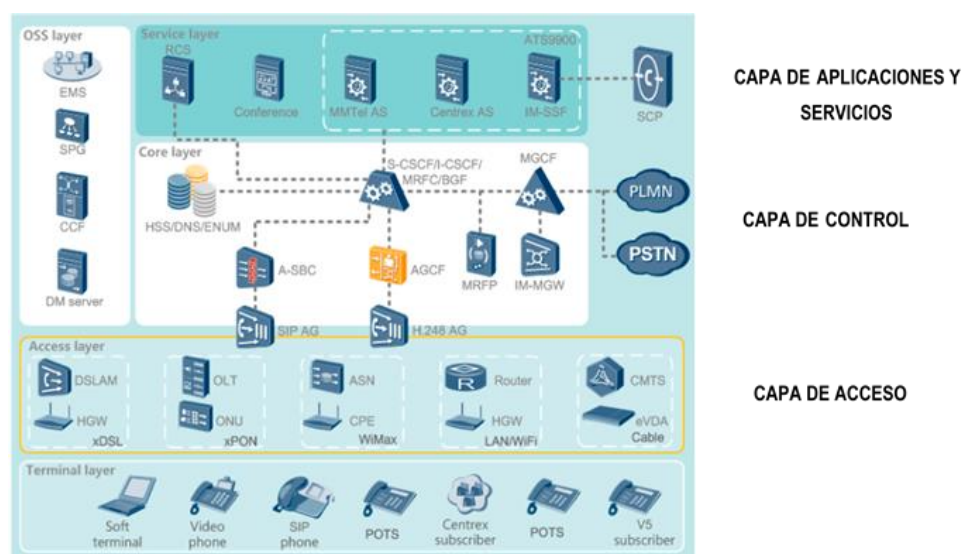 OSS layer
EMS
SPG
CCF
DM server
Service layer
RCS
Conference
ATS9900
MMTel AS
Centrex AS
IM-SSF
SCP
CAPA DE APLICACIONES Y
SERVICIOS
Core layer
S-CSCF/I-CSCF/
MRFC/BGF
MGCF
HSS/DNS/ENUM
PLMN
PSTN
A-SBC
AGCF
MRFP
IM-MGW
SIP AG
H.248 AG
CAPA DE CONTROL
Access layer
DSLAM
HGW
xDSL
OLT
ONU
xPON
ASN
CPE
WiMax
R
Router
HGW
LAN/WiFi
CMTS
eVDA
Cable
CAPA DE ACCESO
Terminal layer
Soft
terminal
Video
phone
SIP
phone
POTS
Centrex
subscriber
POTS
V5
subscriber